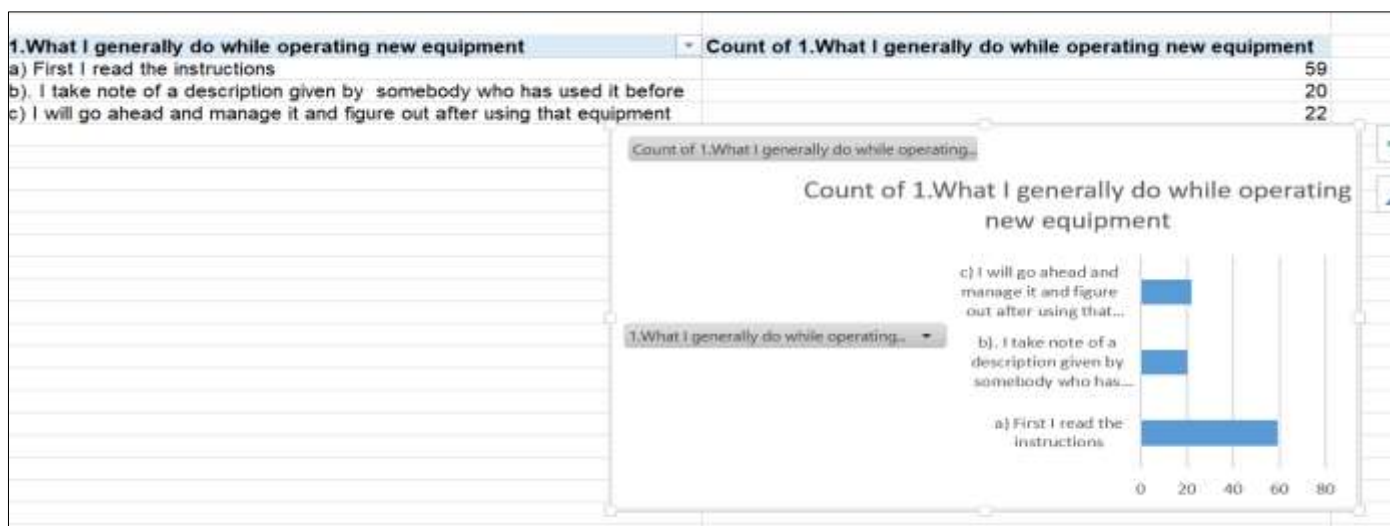 1.What I generally do while operating new equipment Count of 1.What I generally do while operating new equipment
a) First I read the instructions 59
b). I take note of a description given by  somebody who has used it before 20
c) I will go ahead and manage it and figure out after using that equipment 22
Count of 1.What I generally do while operating...
Count of 1.What I generally do while operating
new equipment
1.What I generally do while operating...
c) I will go ahead and
manage it and figure
out after using that...
b). I take note of a
description given by
somebody who has...
a) First I read the
instructions
0 20 40 60 80